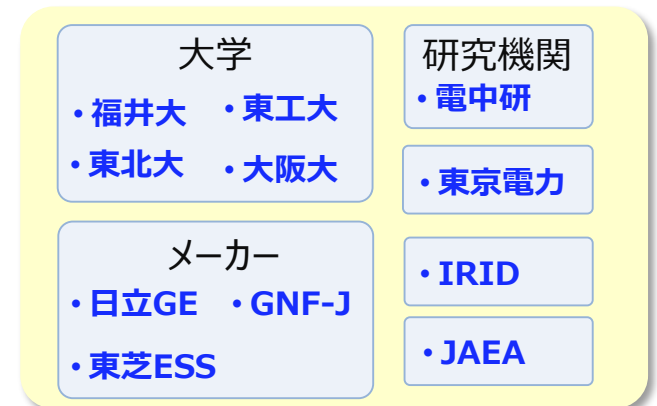 大学
・福井大 ・東工大
・東北大 ・大阪大
メーカー
・日立GE ・GNF-J
・東芝ESS
研究機関
・電中研
・東京電力
・IRID
・JAEA